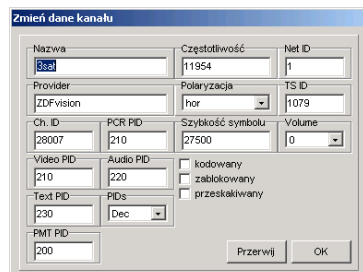 Zmień dane kanału
Nazwa Częstotliwość Net ID
3sat 11954 1
Provider Polaryzacja TS ID
ZDFvision hor 1079
Ch. ID PCR PID Szybkość symbolu Volume
28007 210 27500 0
Video PID Audio PID kodowany
210 220 zablokowany
Text PID PIDs przeskakiwany
230 Dec
PMT PID
200 Przerwij OK